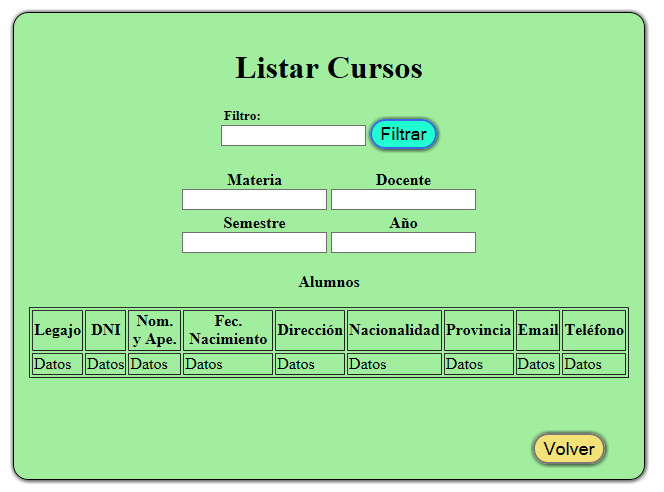 Listar Cursos
Filtro:
Filtrar
Materia Docente
Semestre Año
Alumnos
Legajo DNI Nom. y Ape. Fec. Nacimiento Dirección Nacionalidad Provincia Email Teléfono
Datos Datos Datos Datos Datos Datos Datos Datos Datos
Volver